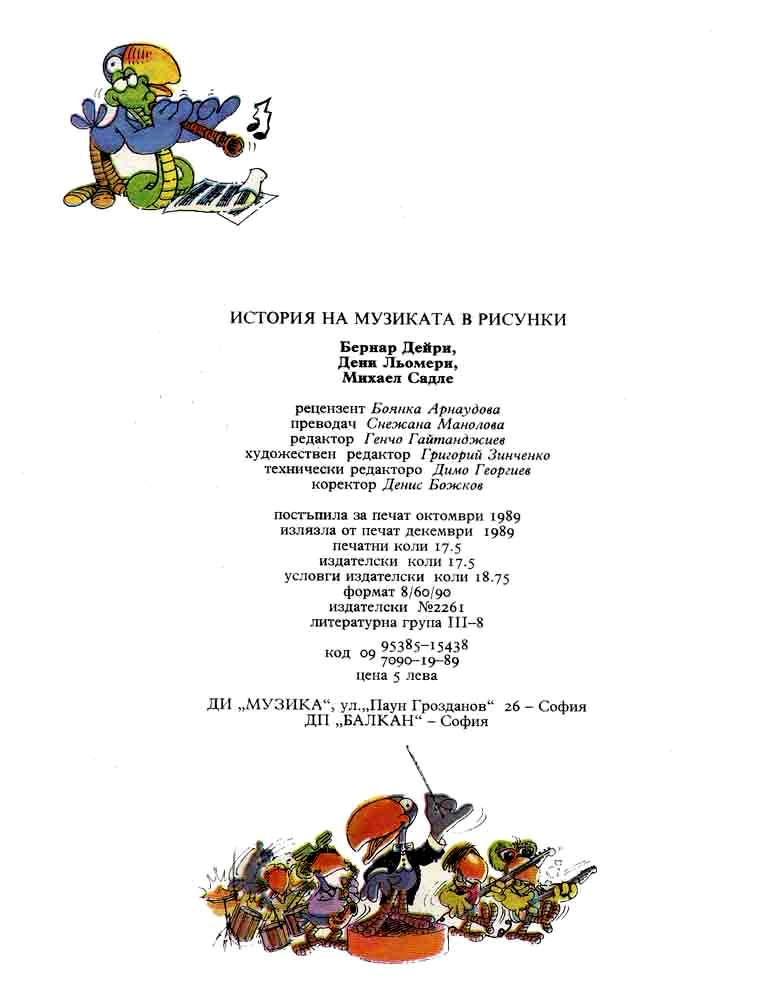 ИСТОРИЯ НА МУЗИКАТА В РИСУНКИ
Бернар Дейри,
Дени Льомери,
Михаел Садле
рецензент Боянка Арнаудова
преводач Снежана Манолова
редактор Генчо Гайтанджиев
художествен редактор Григорий Зинченко
технически редакторо Димо Георгиев
коректор Денис Божков
постъпила за печат октомври 1989
излязла от печат декември 1989
печатни коли 17.5
издателски коли 17.5
условги издателски коли 18.75
формат 8/60/90
издателски №2261
литературна група III–8
код 09 95385–15438
7090–19–89
цена 5 лева
ДИ „МУЗИКА“, ул.„Паун Грозданов“ 26 – София
ДП „БАЛКАН“ – София